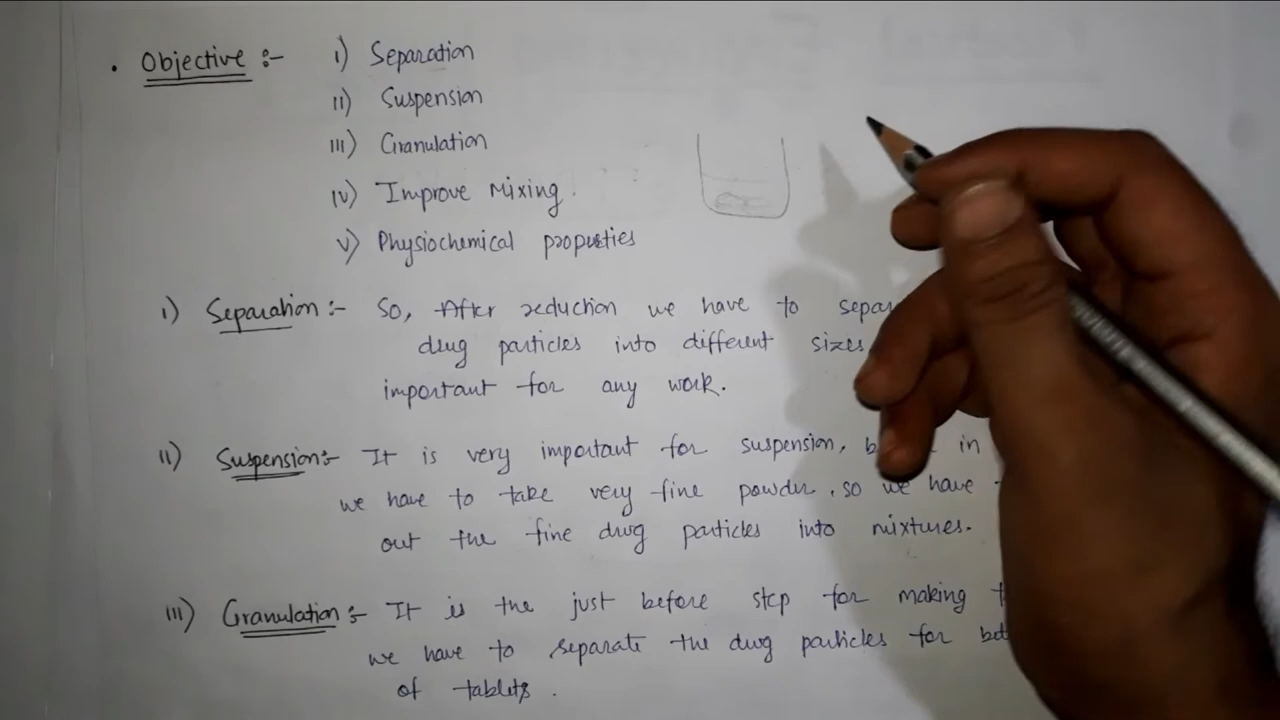 • Objective :- i) Separation
ii) Suspension
iii) Granulation
iv) Improve Mixing
v) Physiochemical properties
i) Separation :- So, After reduction we have to
drug particles into different sizes
important for any work.
ii) Suspension :- It is very important for suspension, in
we have to take very fine powder, so we have
out the fine drug particles into mixtures.
iii) Granulation :- It is the just before step for making
we have to separate the drug particles for
of tablets.